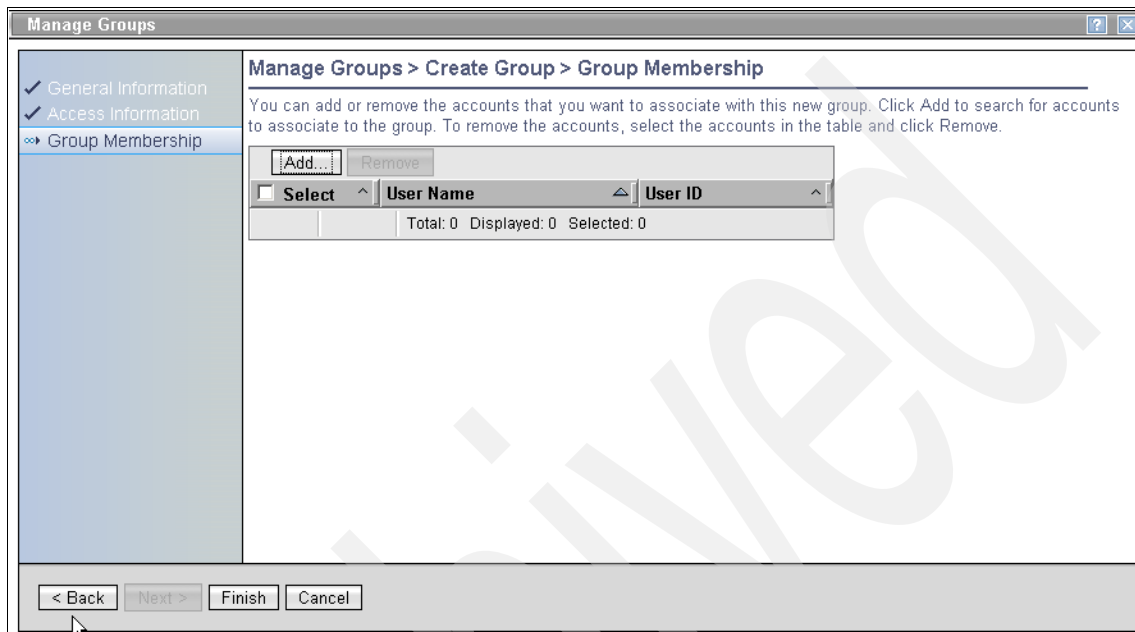 Manage Groups
?
General Information
Access Information
Group Membership
Manage Groups > Create Group > Group Membership
You can add or remove the accounts that you want to associate with this new group. Click Add to search for accounts
to associate to the group. To remove the accounts, select the accounts in the table and click Remove.
Add... Remove
Select ^ User Name User ID ^
Total: 0 Displayed: 0 Selected: 0
< Back Next > Finish Cancel